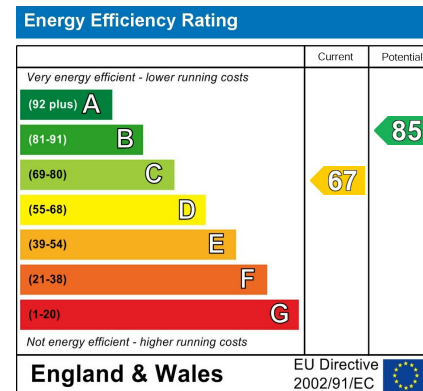 Energy Efficiency Rating
Current Potential
Very energy efficient - lower running costs
(92 plus) A
(81-91) B
85
(69-80) C
67
(55-68) D
(39-54) E
(21-38) F
(1-20) G
Not energy efficient - higher running costs
England & Wales
EU Directive
2002/91/EC